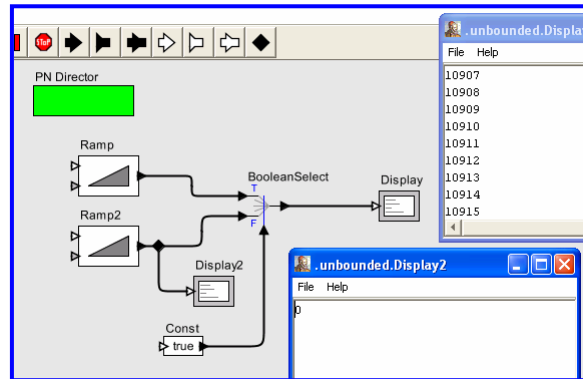 STOP
PN Director
Ramp
Ramp2
BooleanSelect
T
F
Display
Display2
Const
true
.unbounded.Displa
File Help
10907
10908
10909
10910
10911
10912
10913
10914
10915
.unbounded.Display2
File Help
0